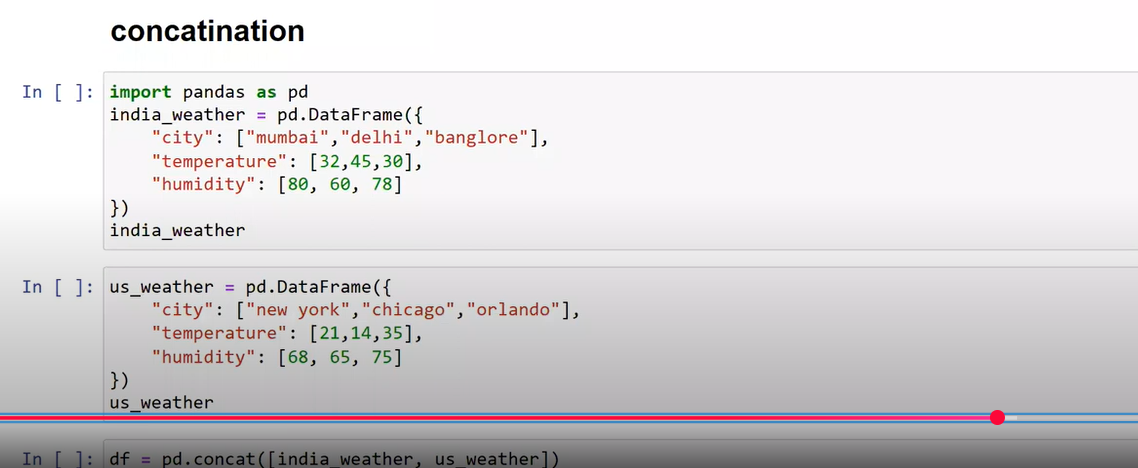 concatination
In [ ]: import pandas as pd
india_weather = pd.DataFrame({
    "city": ["mumbai","delhi","banglore"],
    "temperature": [32,45,30],
    "humidity": [80, 60, 78]
})
india_weather
In [ ]: us_weather = pd.DataFrame({
    "city": ["new york","chicago","orlando"],
    "temperature": [21,14,35],
    "humidity": [68, 65, 75]
})
us_weather
In [ ]: df = pd.concat([india_weather, us_weather])